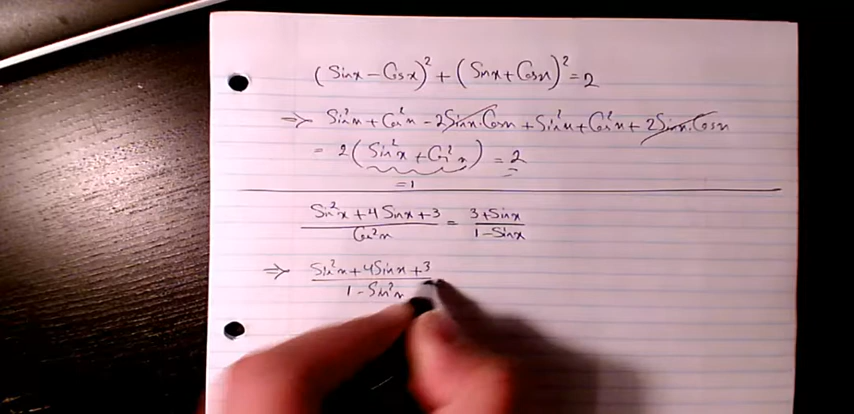 (Sinx - Cosx)² + (Sinx + Cosx)² = 2
⇒ Sin²x + Cos²x - 2Sinx.Cosx + Sin²x + Cos²x + 2Sinx.Cosx
= 2(Sin²x + Cos²x) = 2
=1
Sin²x + 4Sinx + 3 / Cos²x = 3 + Sinx / 1 - Sinx
⇒ Sin²x + 4Sinx + 3 / 1 - Sin²x